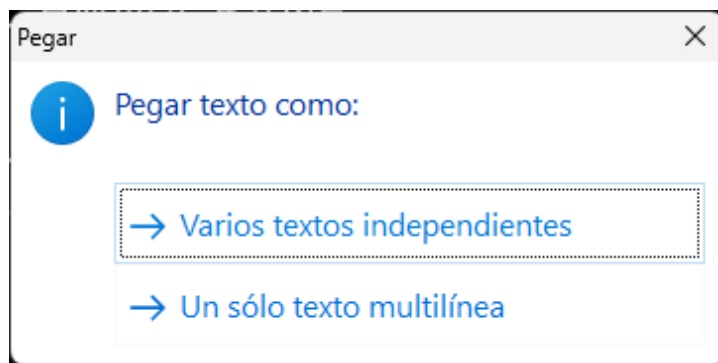 Pegar
Pegar texto como:
Varios textos independientes
Un sólo texto multilínea